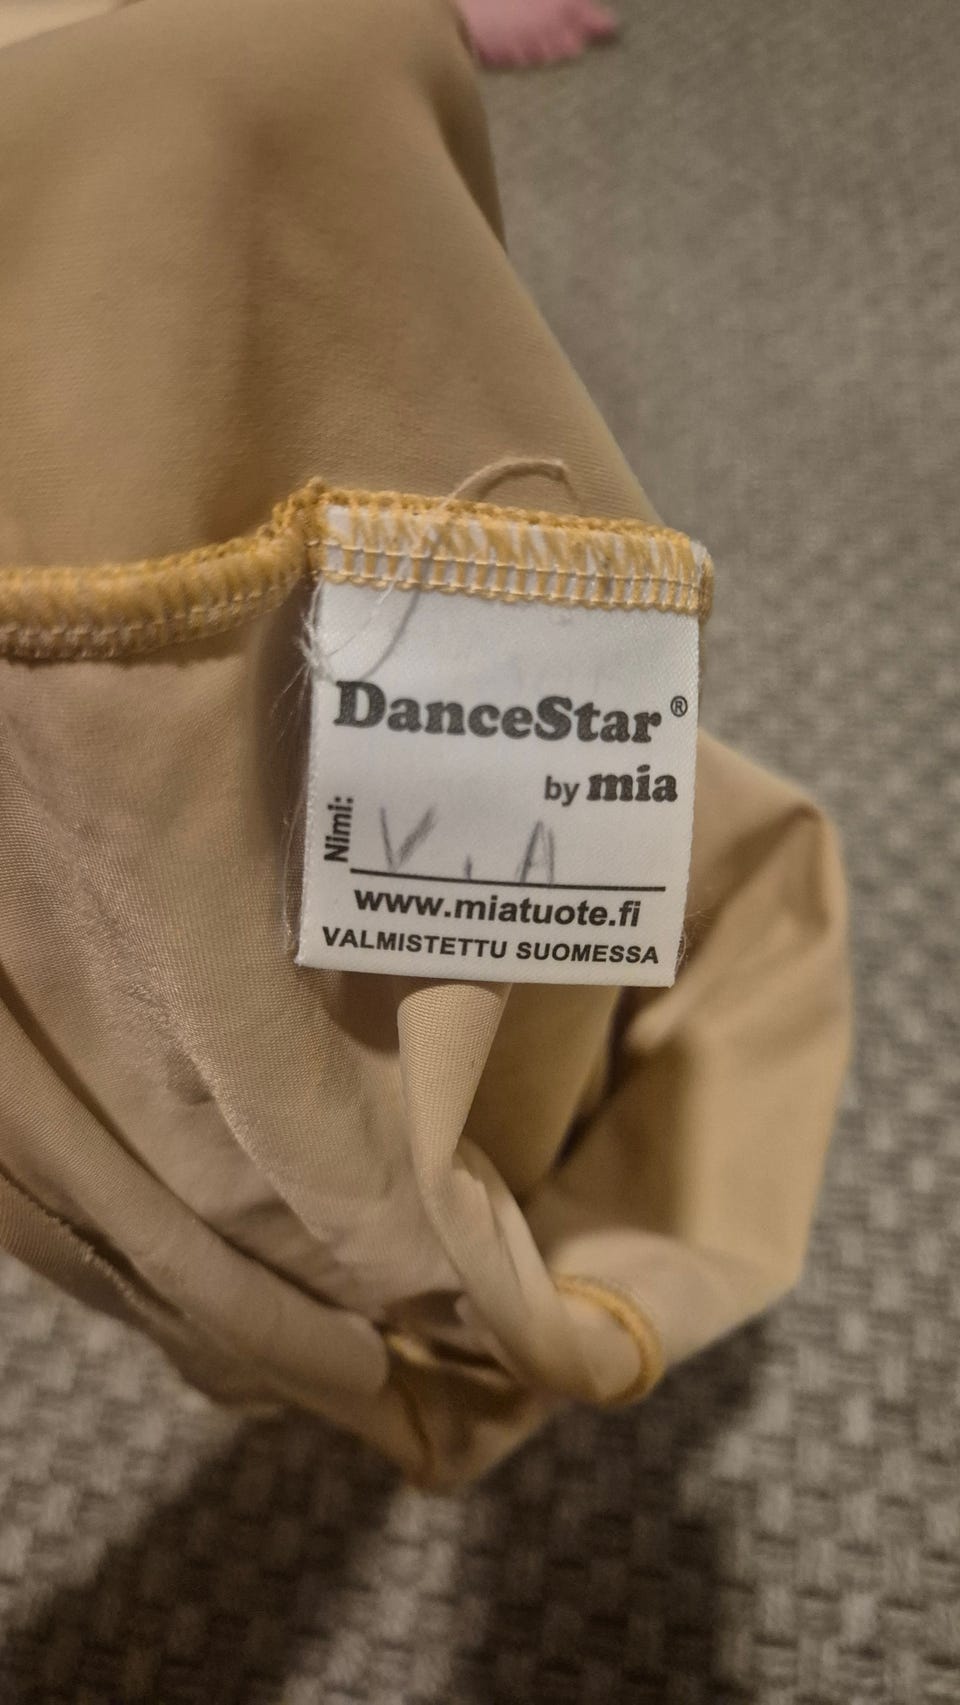 DanceStar®
by mia
Nimi: V. A
www.miatuote.fi
VALMISTETTU SUOMESSA